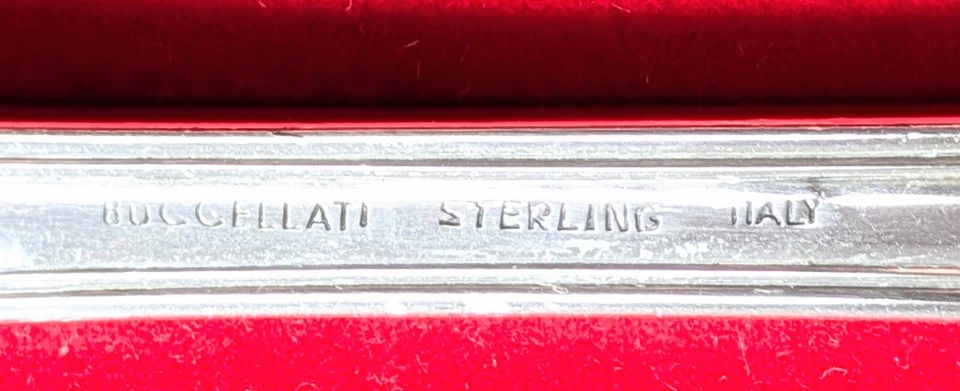 BUCCELLATI STERLING ITALY